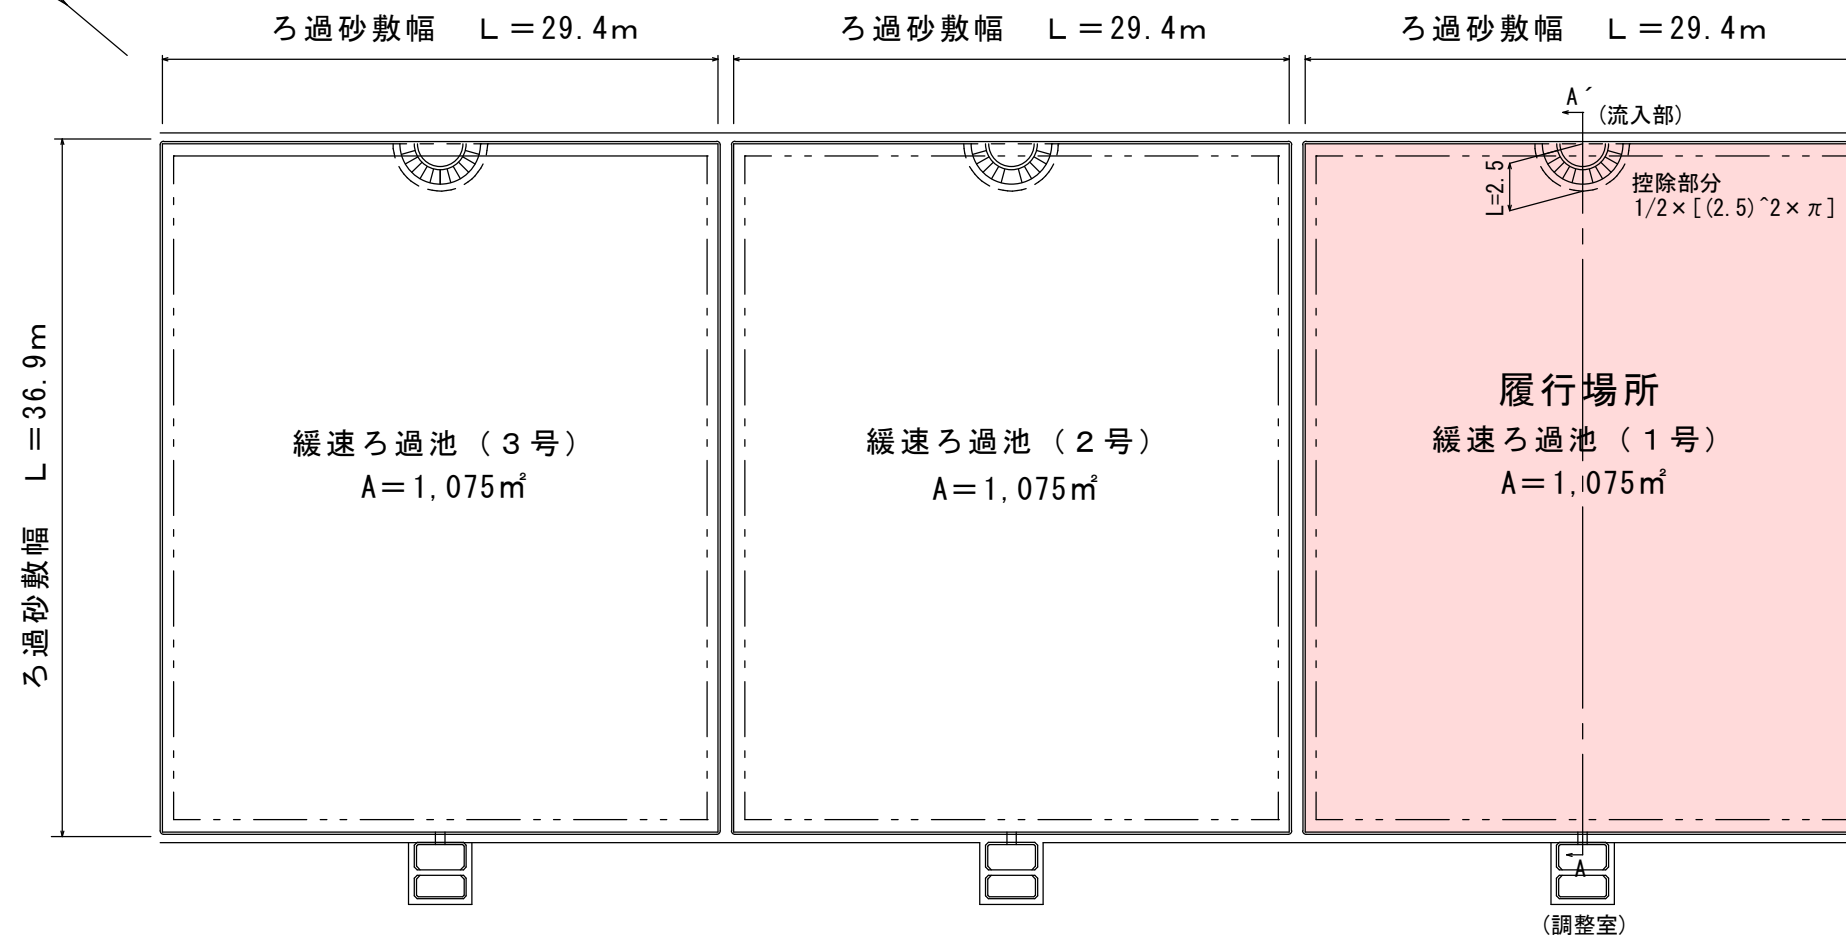 ろ過砂敷幅　L＝29.4m
ろ過砂敷幅　L＝29.4m
ろ過砂敷幅　L＝29.4m
A´
(流入部)
L=2.5
控除部分
1/2×[(2.5)^2×π]
ろ過砂敷幅　L＝36.9m
緩速ろ過池（3号）
A＝1,075㎡
緩速ろ過池（2号）
A＝1,075㎡
履行場所
緩速ろ過池（1号）
A＝1,075㎡
A
(調整室)